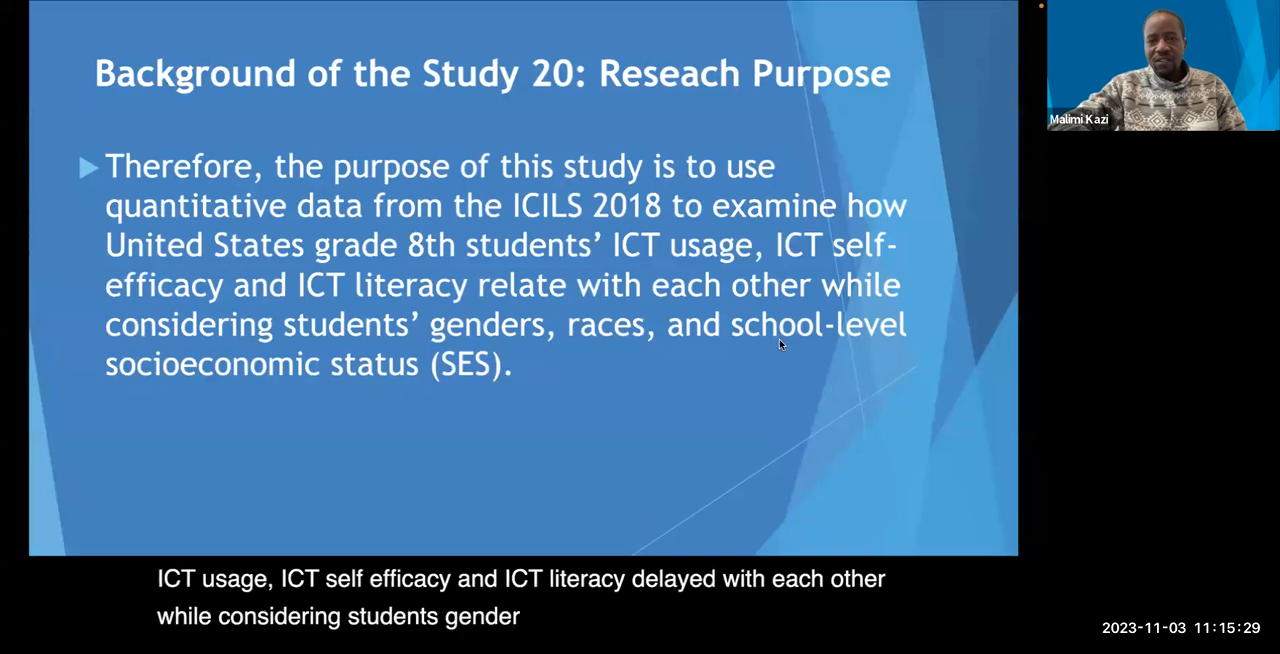 Background of the Study 20: Reseach Purpose
Therefore, the purpose of this study is to use
quantitative data from the ICILS 2018 to examine how
United States grade 8th students’ ICT usage, ICT self-
efficacy and ICT literacy relate with each other while
considering students’ genders, races, and school-level
socioeconomic status (SES).
Malimi Kazi
ICT usage, ICT self efficacy and ICT literacy delayed with each other
while considering students gender
2023-11-03 11:15:29